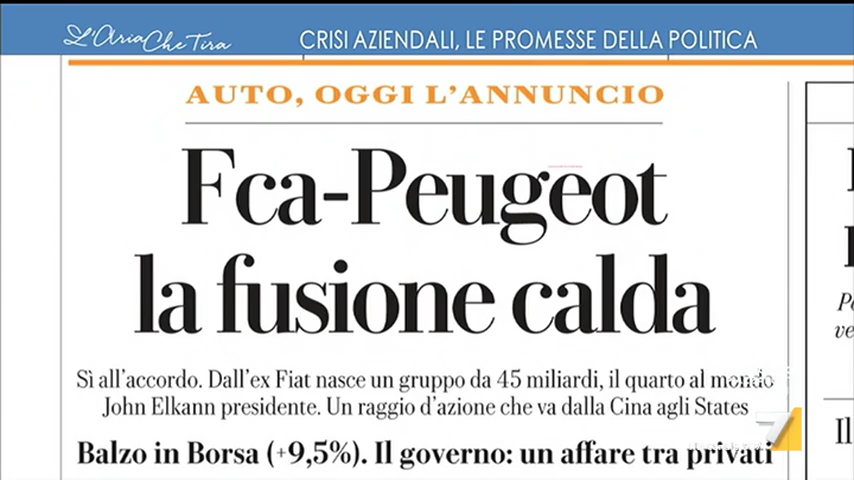 L'Aria Che Tira
CRISI AZIENDALI, LE PROMESSE DELLA POLITICA
AUTO, OGGI L'ANNUNCIO
Fca-Peugeot
la fusione calda
Sì all'accordo. Dall'ex Fiat nasce un gruppo da 45 miliardi, il quarto al mondo
John Elkann presidente. Un raggio d'azione che va dalla Cina agli States
Balzo in Borsa (+9,5%). Il governo: un affare tra privati
Il
7